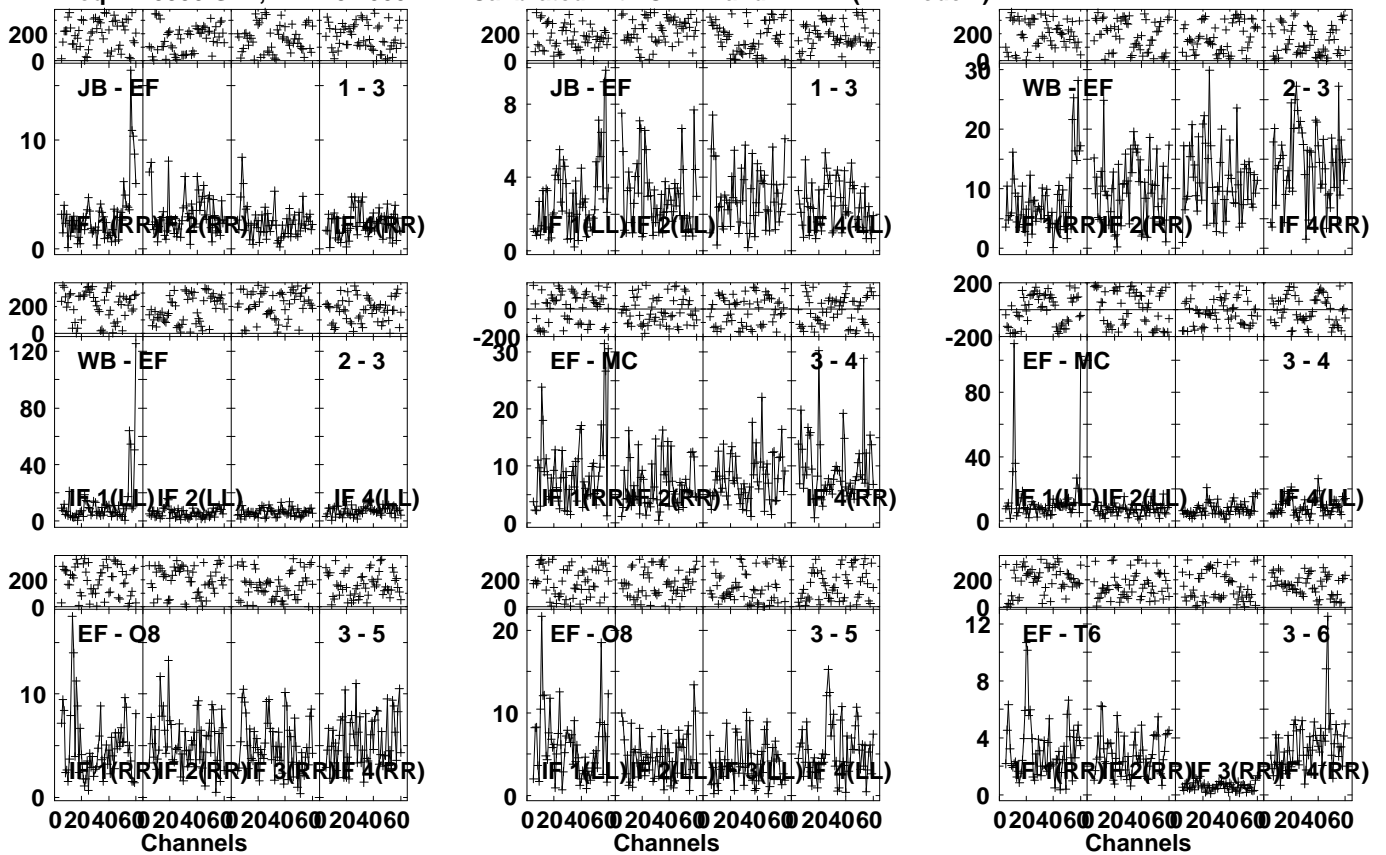 200 200 200
0 0 0
30
JB - EF 1 - 3 JB - EF 1 - 3 WB - EF 2 - 3
10 8 20
4 10
IF 1(RR) IF 2(RR) IF 4(RR) IF 1(LL) IF 2(LL) IF 4(LL) IF 1(RR) IF 2(RR) IF 4(RR)
0 0 0
200 0 200
0 -200 -200
120 WB - EF 2 - 3 30 EF - MC 3 - 4 EF - MC 3 - 4
80 20 80
40 10 40
IF 1(LL) IF 2(LL) IF 4(LL) IF 1(RR) IF 2(RR) IF 4(RR) IF 1(LL) IF 2(LL) IF 4(LL)
0 0 0
200 200 200
0 0 0
EF - O8 3 - 5 20 EF - O8 3 - 5 12 EF - T6 3 - 6
10 10 8
4
IF 1(RR) IF 2(RR) IF 3(RR) IF 4(RR) IF 1(LL) IF 2(LL) IF 3(LL) IF 4(LL) IF 1(RR) IF 2(RR) IF 3(RR) IF 4(RR)
0 0 0
0 20 40 60 0 20 40 60 0 20 40 60 0 20 40 60 0 20 40 60 0 20 40 60 0 20 40 60 0 20 40 60 0 20 40 60 0 20 40 60 0 20 40 60 0 20 40 60
Channels Channels Channels